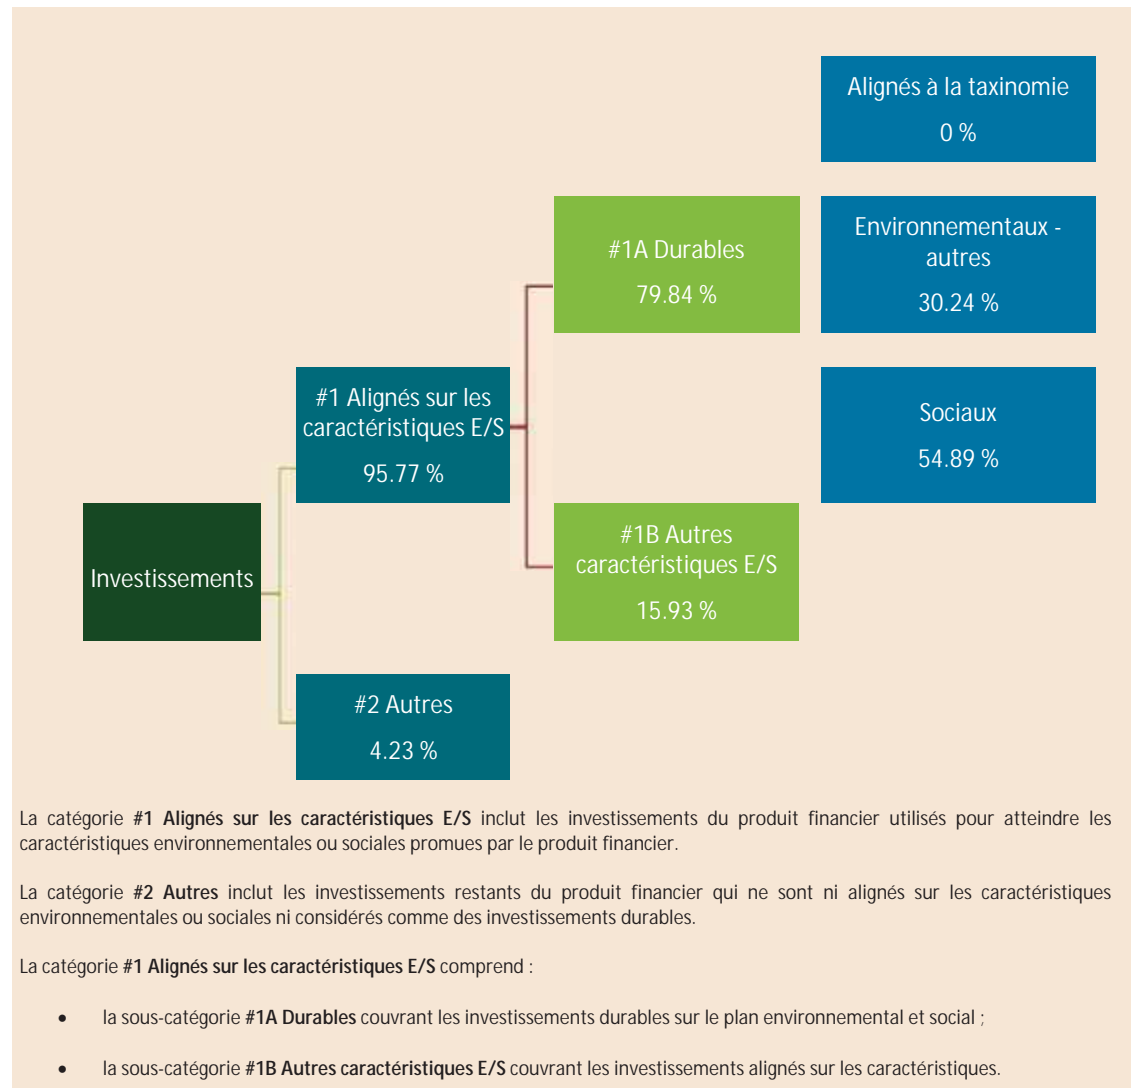 Alignés à la taxinomie
0 %
#1A Durables
79.84 %
Environnementaux -
autres
30.24 %
#1 Alignés sur les
caractéristiques E/S
95.77 %
Sociaux
54.89 %
Investissements
#1B Autres
caractéristiques E/S
15.93 %
#2 Autres
4.23 %
La catégorie #1 Alignés sur les caractéristiques E/S inclut les investissements du produit financier utilisés pour atteindre les
caractéristiques environnementales ou sociales promues par le produit financier.
La catégorie #2 Autres inclut les investissements restants du produit financier qui ne sont ni alignés sur les caractéristiques
environnementales ou sociales ni considérés comme des investissements durables.
La catégorie #1 Alignés sur les caractéristiques E/S comprend :
• la sous-catégorie #1A Durables couvrant les investissements durables sur le plan environnemental et social ;
• la sous-catégorie #1B Autres caractéristiques E/S couvrant les investissements alignés sur les caractéristiques.